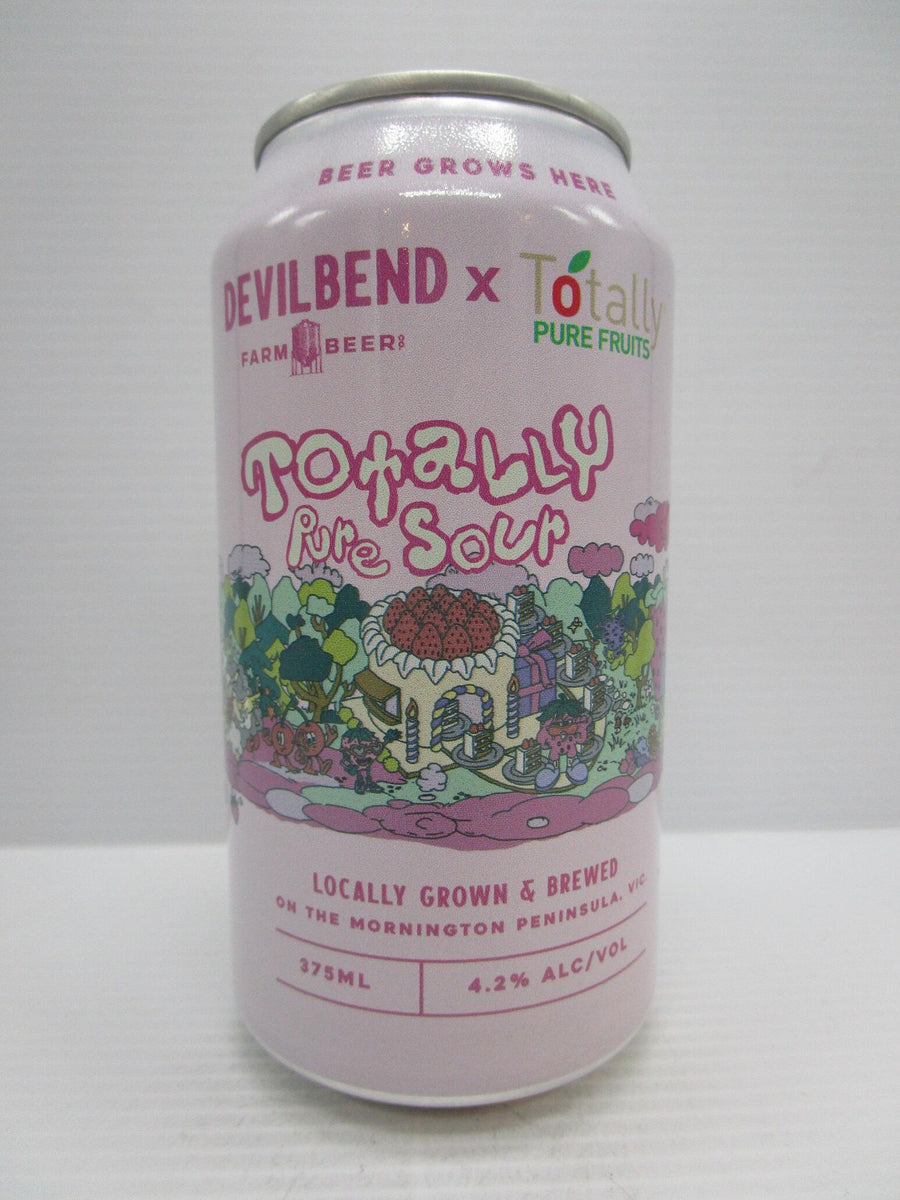 BEER GROWS HERE
DEVILBEND x Totally
FARM BEER CO
PURE FRUITS
TOtaLLY
Pure Sour
LOCALLY GROWN & BREWED
ON THE MORNINGTON PENINSULA, VIC.
375ML
4.2% ALC/VOL